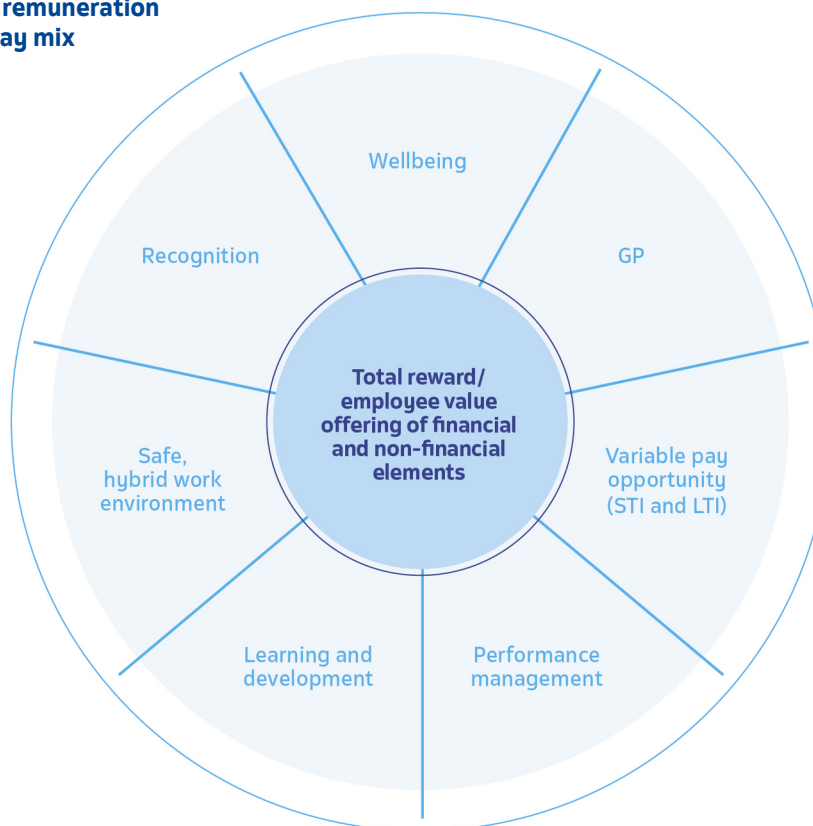 remuneration
ay mix
Wellbeing
Recognition
GP
Total reward/
employee value
offering of financial
and non-financial
elements
Safe,
hybrid work
environment
Variable pay
opportunity
(STI and LTI)
Learning and
development
Performance
management